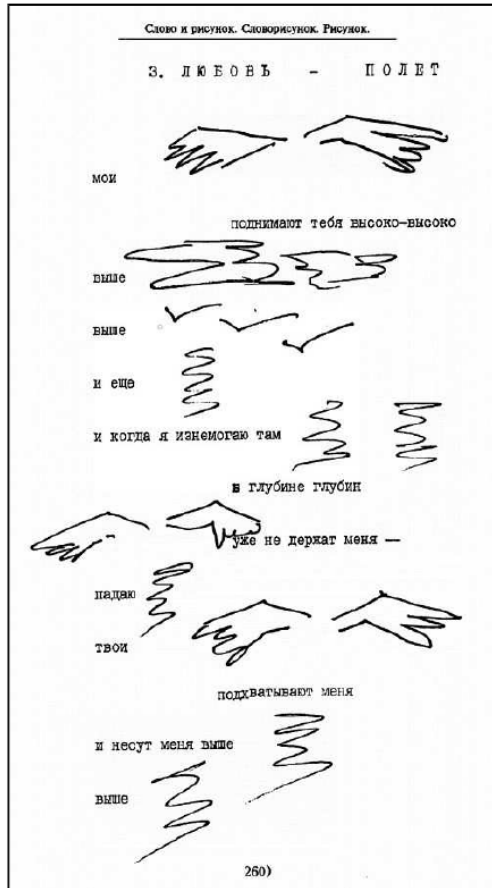 Слово и рисунок. Словорисунок. Рисунок.
3. ЛЮБОВЬ - ПОЛЕТ
мои
поднимают тебя высоко-высоко
выше
выше
и еще
и когда я изнемогаю там
в глубине глубин
уже не держат меня —
падаю
твои
подхватывают меня
и несут меня выше
выше
260)